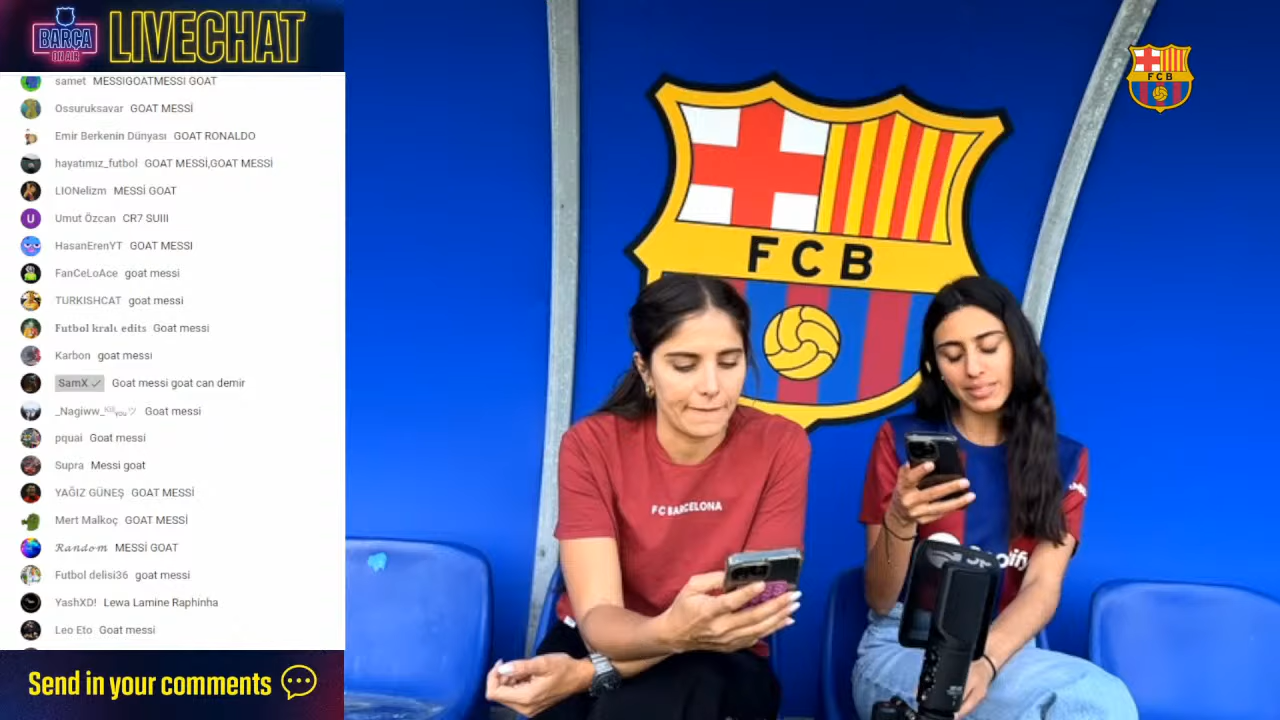 BARÇA
ON AIR
LIVECHAT
samet MESSIGOATMESSI GOAT
Ossuruksavar GOAT MESSİ
Emir Berkenin Dünyası GOAT RONALDO
hayatımız_futbol GOAT MESSİ,GOAT MESSİ
LIONelizm MESSİ GOAT
U Umut Özcan CR7 SUIII
HasanErenYT GOAT MESSI
FanCeLoAce goat messi
TURKISHCAT goat messi
Futbol kralı edits Goat messi
Karbon goat messi
SamX ✓ Goat messi goat can demir
_Nagiww_ Goat messi
pquai Goat messi
Supra Messi goat
YAĞIZ GÜNEŞ GOAT MESSİ
Mert Malkoç GOAT MESSİ
𝓡𝓪𝓷𝓭𝓸𝓶 MESSİ GOAT
Futbol delisi36 goat messi
YashXD! Lewa Lamine Raphinha
Leo Eto Goat messi
Send in your comments
FCB
FCB
FC BARCELONA